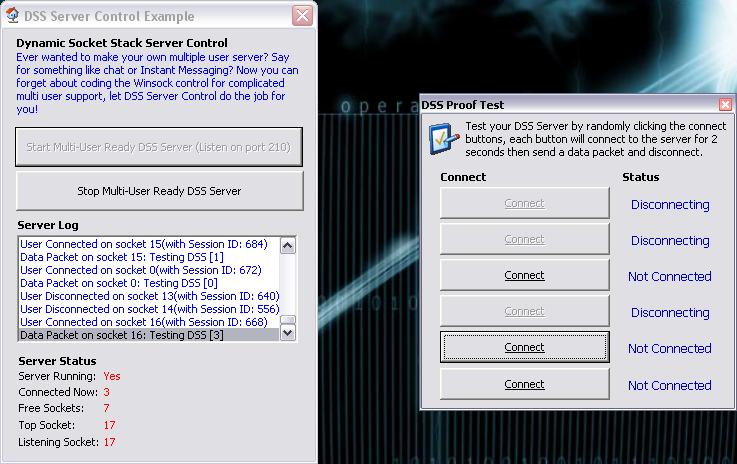 DSS Server Control Example
Dynamic Socket Stack Server Control
Ever wanted to make your own multiple user server? Say
for something like chat or Instant Messaging? Now you can
forget about coding the Winsock control for complicated
multi user support, let DSS Server Control do the job for
you!
Start Multi-User Ready DSS Server (Listen on port 210)
Stop Multi-User Ready DSS Server
Server Log
User Connected on socket 15(with Session ID: 684)
Data Packet on socket 15: Testing DSS [1]
User Connected on socket 0(with Session ID: 672)
Data Packet on socket 0: Testing DSS [0]
User Disconnected on socket 13(with Session ID: 640)
User Disconnected on socket 14(with Session ID: 556)
User Connected on socket 16(with Session ID: 668)
Data Packet on socket 16: Testing DSS [3]
Server Status
Server Running: Yes
Connected Now: 3
Free Sockets: 7
Top Socket: 17
Listening Socket: 17
opera
DSS Proof Test
Test your DSS Server by randomly clicking the connect
buttons, each button will connect to the server for 2
seconds then send a data packet and disconnect.
Connect Status
Connect Disconnecting
Connect Disconnecting
Connect Not Connected
Connect Disconnecting
Connect Not Connected
Connect Not Connected